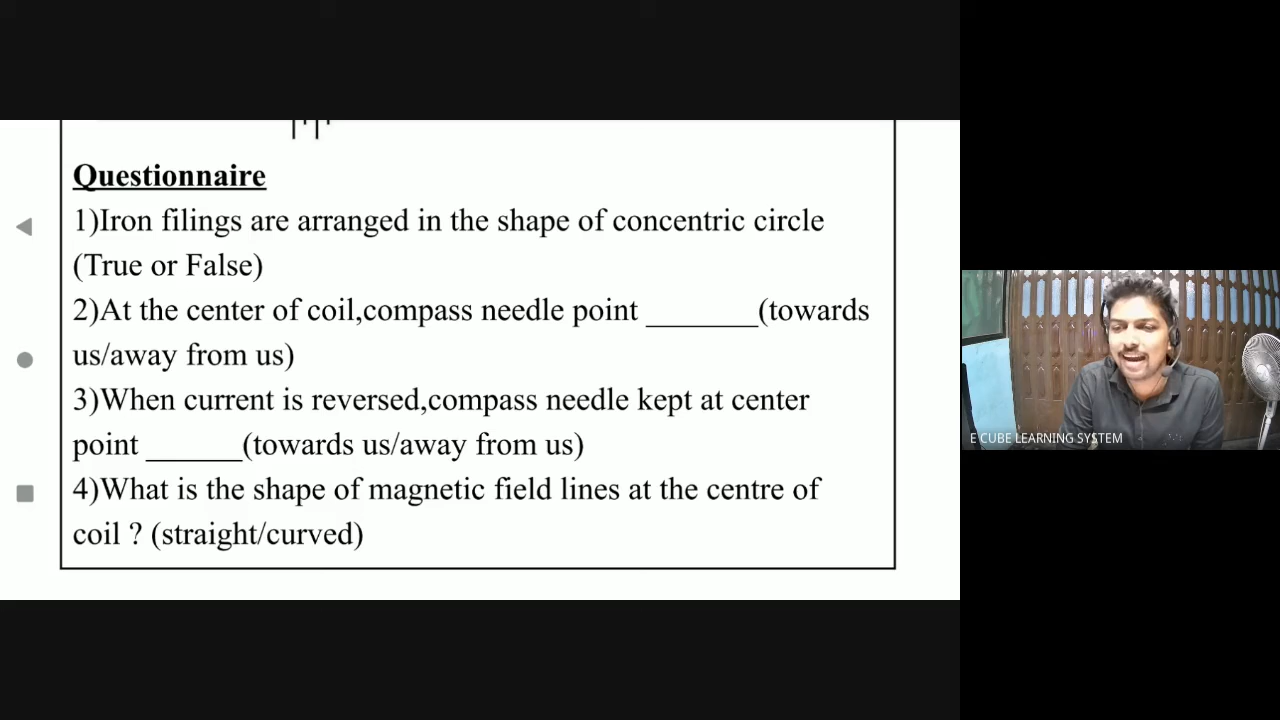 Questionnaire
1)Iron filings are arranged in the shape of concentric circle
(True or False)
2)At the center of coil,compass needle point _______(towards
us/away from us)
3)When current is reversed,compass needle kept at center
point ______(towards us/away from us)
4)What is the shape of magnetic field lines at the centre of
coil ? (straight/curved)
E CUBE LEARNING SYSTEM